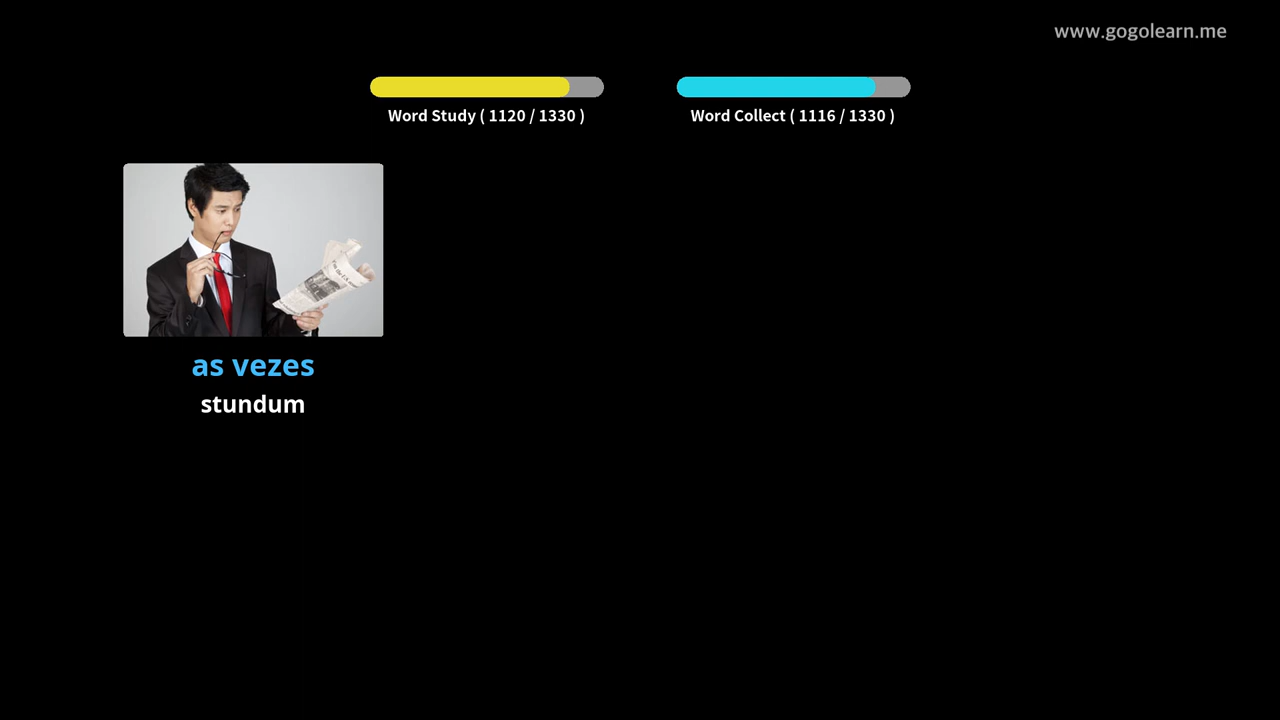 www.gogolearn.me
Word Study ( 1120 / 1330 )
Word Collect ( 1116 / 1330 )
as vezes
stundum